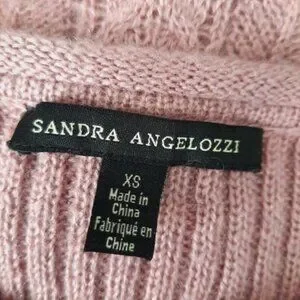 SANDRA ANGELOZZI
XS
Made in
China
Fabriqué en
Chine